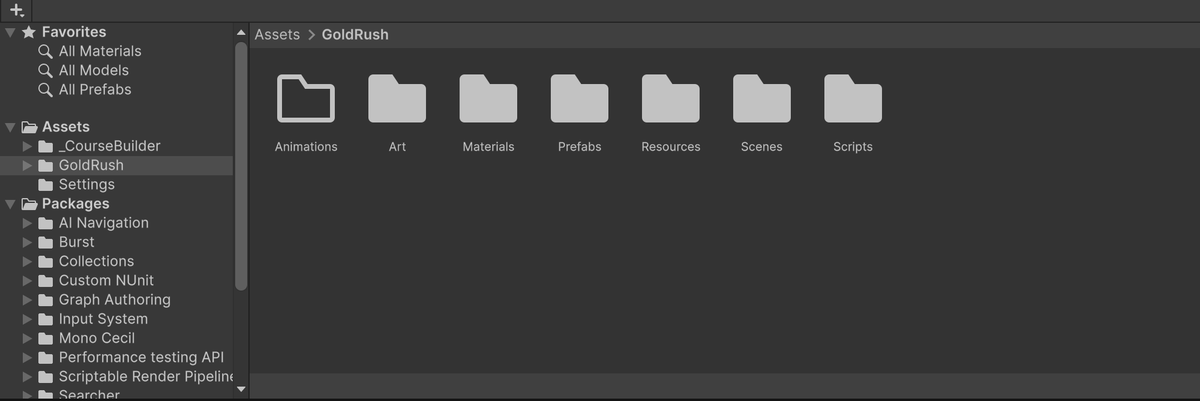 Favorites
All Materials
All Models
All Prefabs
Assets
_CourseBuilder
GoldRush
Settings
Packages
AI Navigation
Burst
Collections
Custom NUnit
Graph Authoring
Input System
Mono Cecil
Performance testing API
Scriptable Render Pipeline
Searcher
Assets > GoldRush
Animations Art Materials Prefabs Resources Scenes Scripts